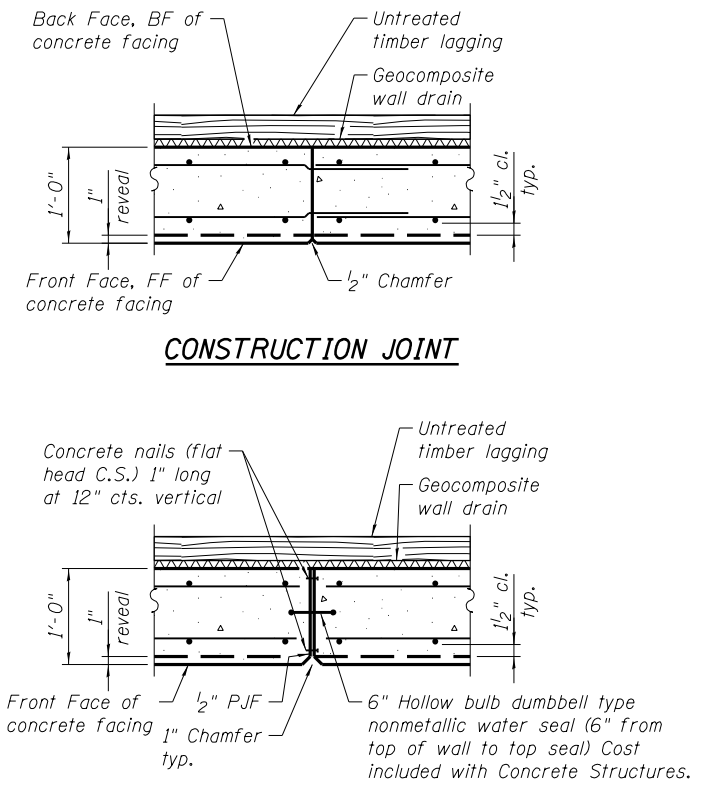 Back Face, BF of
concrete facing
Untreated
timber lagging
Geocomposite
wall drain
1'-0"
1"
reveal
1½" cl.
typ.
Front Face, FF of
concrete facing
½" Chamfer
CONSTRUCTION JOINT
Concrete nails (flat
head C.S.) 1" long
at 12" cts. vertical
Untreated
timber lagging
Geocomposite
wall drain
1'-0"
1"
reveal
1½" cl.
typ.
Front Face of
concrete facing
½" PJF
1" Chamfer
typ.
6" Hollow bulb dumbbell type
nonmetallic water seal (6" from
top of wall to top seal) Cost
included with Concrete Structures.